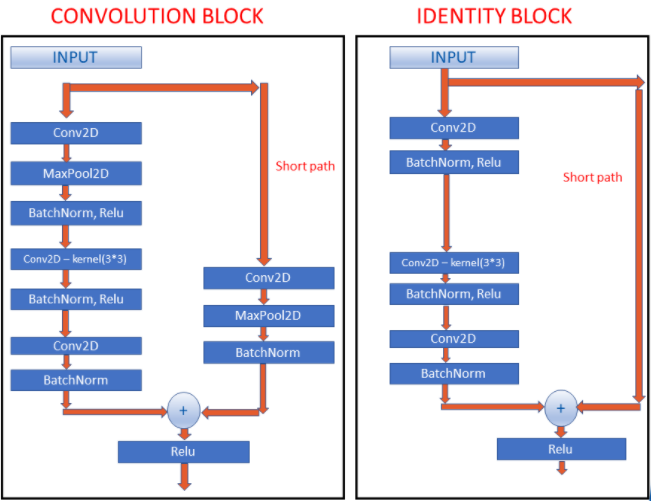 CONVOLUTION BLOCK
INPUT
Conv2D
MaxPool2D
BatchNorm, Relu
Conv2D – kernel(3*3)
BatchNorm, Relu
Conv2D
BatchNorm
Short path
Conv2D
MaxPool2D
BatchNorm
+
Relu
IDENTITY BLOCK
INPUT
Conv2D
BatchNorm, Relu
Conv2D – kernel(3*3)
BatchNorm, Relu
Conv2D
BatchNorm
Short path
+
Relu